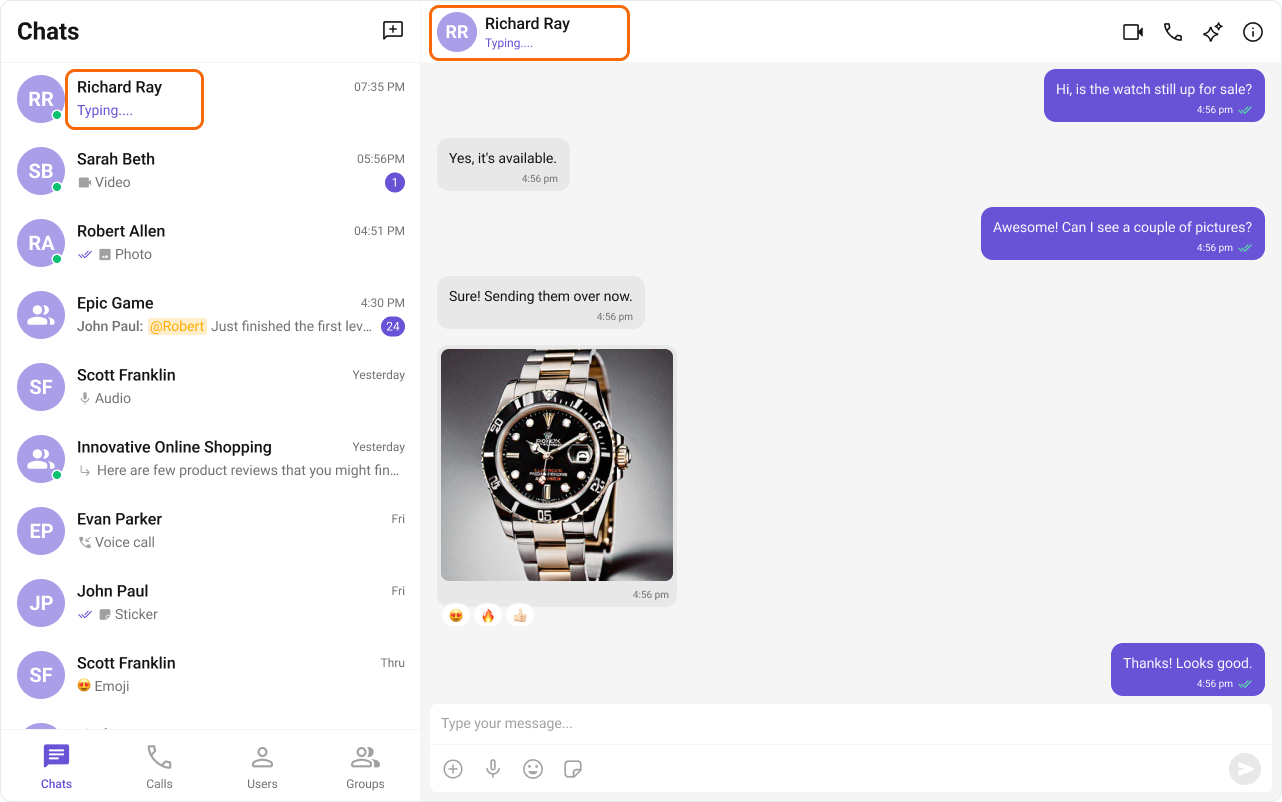 Chats
RR
Richard Ray
Typing....
07:35 PM
SB
Sarah Beth
Video
05:56PM
1
RA
Robert Allen
Photo
04:51 PM
Epic Game
John Paul: @Robert Just finished the first lev...
4:30 PM
24
SF
Scott Franklin
Audio
Yesterday
Innovative Online Shopping
Here are few product reviews that you might fin...
Yesterday
EP
Evan Parker
Voice call
Fri
JP
John Paul
Sticker
Fri
SF
Scott Franklin
Emoji
Thru
Chats
Calls
Users
Groups
RR
Richard Ray
Typing....
Hi, is the watch still up for sale?
4:56 pm
Yes, it's available.
4:56 pm
Awesome! Can I see a couple of pictures?
4:56 pm
Sure! Sending them over now.
4:56 pm
ROLEX
05
4:56 pm
Thanks! Looks good.
4:56 pm
Type your message...